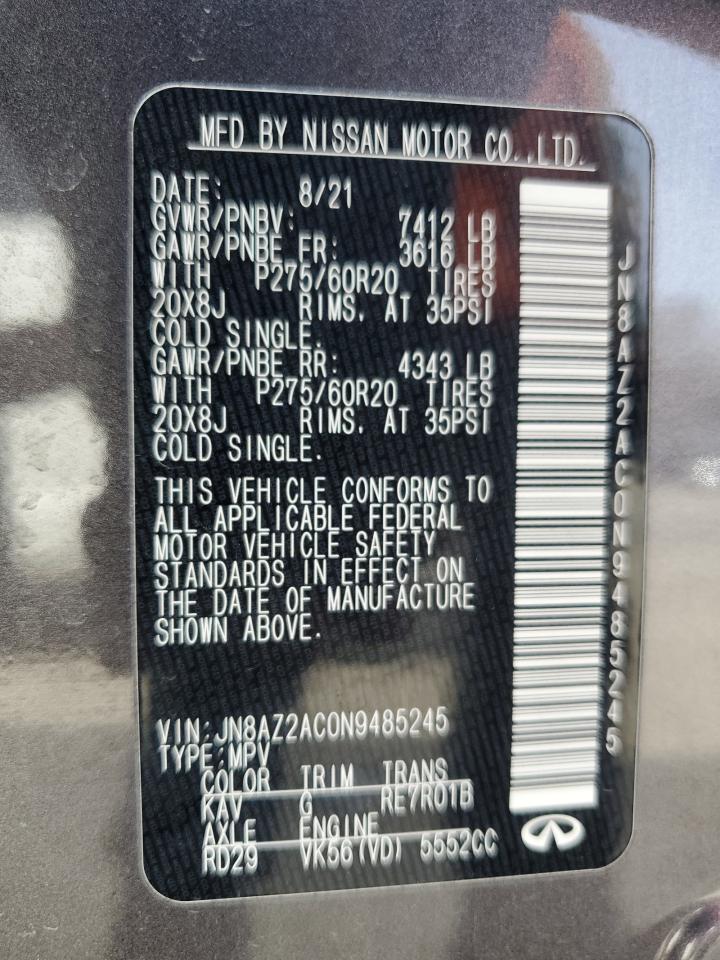 MFD BY NISSAN MOTOR CO.,LTD.
DATE: 8/21
GVWR/PNBV: 7412 LB
GAWR/PNBE FR: 3616 LB
WITH P275/60R20 TIRES
20X8J RIMS, AT 35PSI
COLD SINGLE.
GAWR/PNBE RR: 4343 LB
WITH P275/60R20 TIRES
20X8J RIMS, AT 35PSI
COLD SINGLE.
THIS VEHICLE CONFORMS TO
ALL APPLICABLE FEDERAL
MOTOR VEHICLE SAFETY
STANDARDS IN EFFECT ON
THE DATE OF MANUFACTURE
SHOWN ABOVE.
VIN:JN8AZ2AC0N9485245
TYPE:MPV
COLOR TRIM TRANS
KAV G RE7R01B
AXLE ENGINE
RD29 VK56(VD) 5552CC
JN8AZ2AC0N9485245